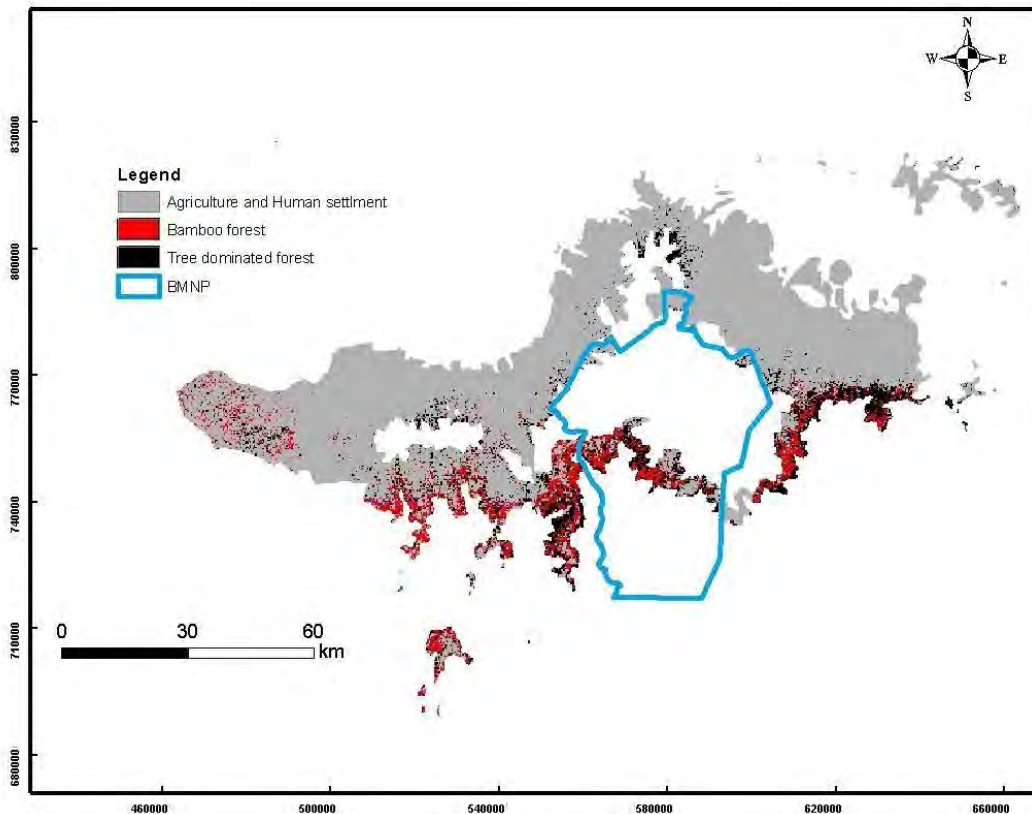 N
W E
S
Legend
Agriculture and Human settlment
Bamboo forest
Tree dominated forest
BMNP
830000
800000
770000
740000
710000
680000
0 30 60
km
460000 500000 540000 580000 620000 660000